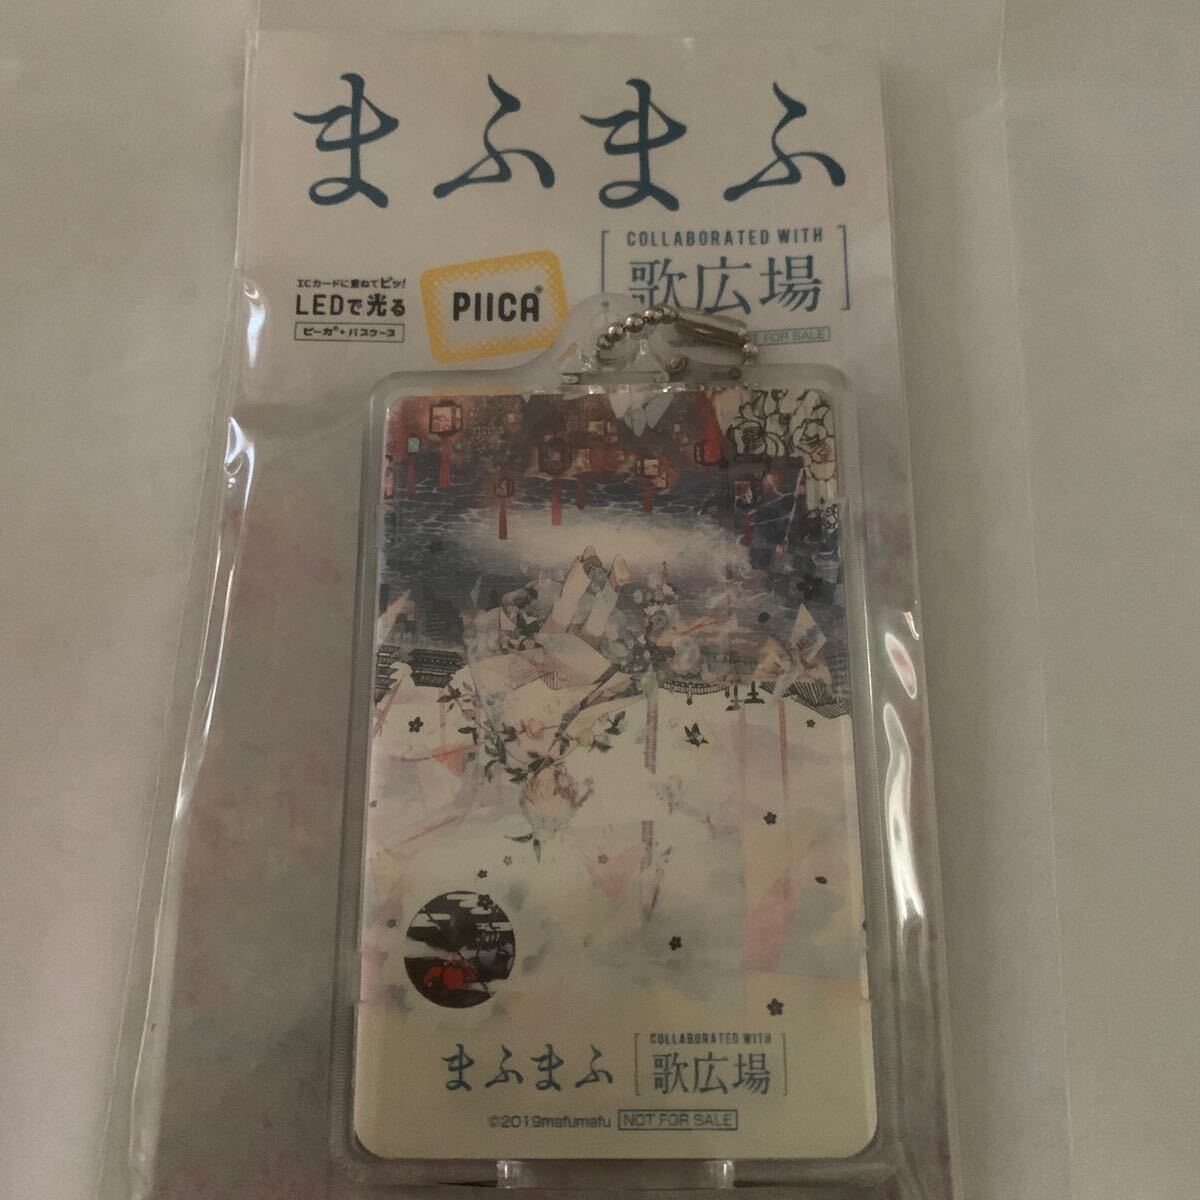 まふまふ
COLLABORATED WITH
歌広場
ICカードに重ねてピッ!
LEDで光る
ピーカ®+パスケース
PIICA®
mafumafu
NOT FOR SALE
まふまふ
COLLABORATED WITH
歌広場
©2019mafumafu NOT FOR SALE